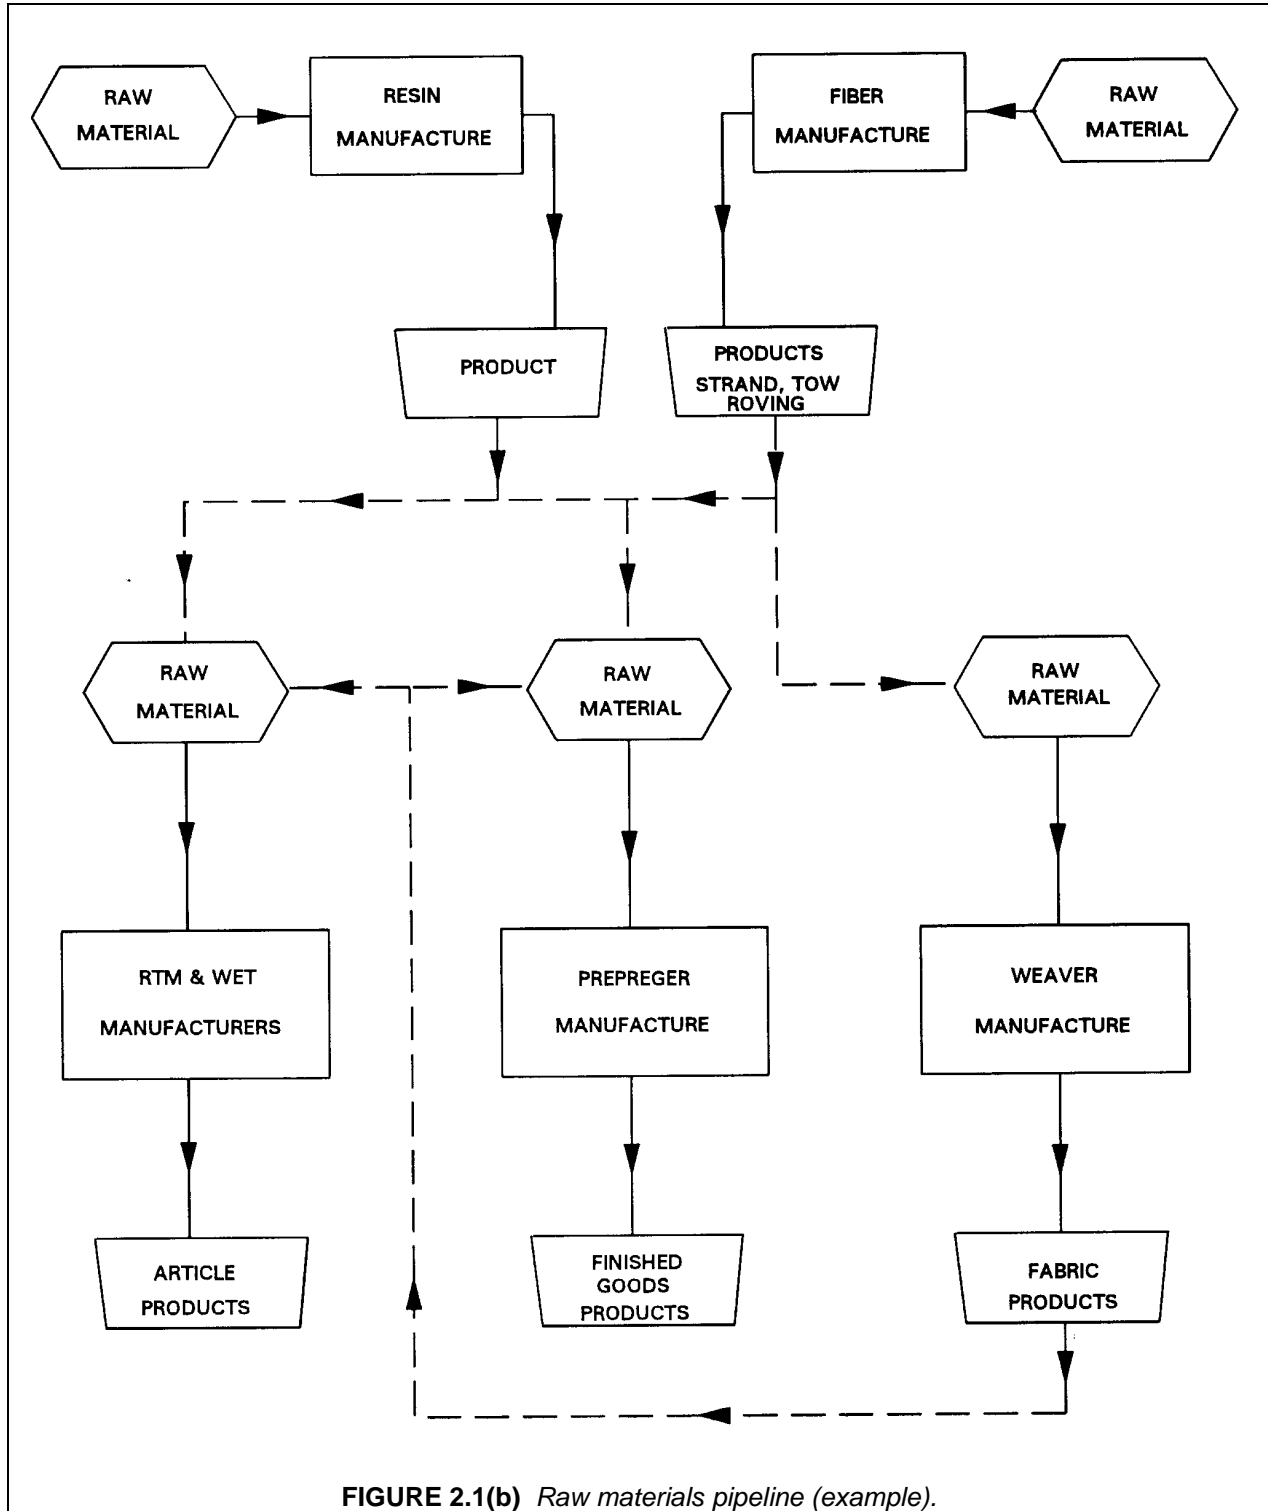 RAW
MATERIAL
RESIN
MANUFACTURE
FIBER
MANUFACTURE
RAW
MATERIAL
PRODUCT
PRODUCTS
STRAND, TOW
ROVING
RAW
MATERIAL
RAW
MATERIAL
RAW
MATERIAL
RTM & WET
MANUFACTURERS
PREPREGER
MANUFACTURE
WEAVER
MANUFACTURE
ARTICLE
PRODUCTS
FINISHED
GOODS
PRODUCTS
FABRIC
PRODUCTS
FIGURE 2.1(b) Raw materials pipeline (example).